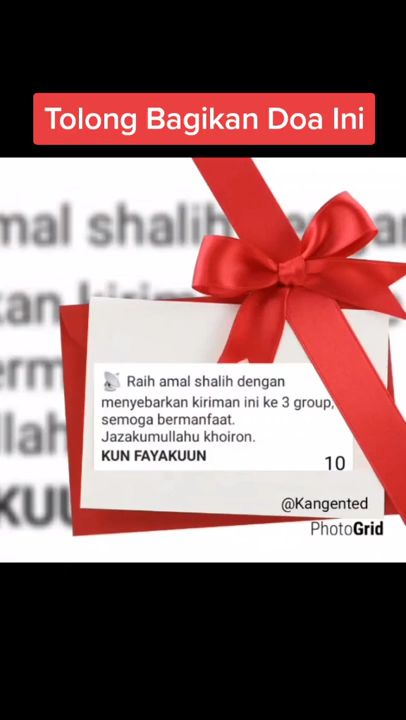 Tolong Bagikan Doa Ini
Raih amal shalih dengan
menyebarkan kiriman ini ke 3 group,
semoga bermanfaat.
Jazakumullahu khoiron.
KUN FAYAKUUN
10
@Kangented
PhotoGrid